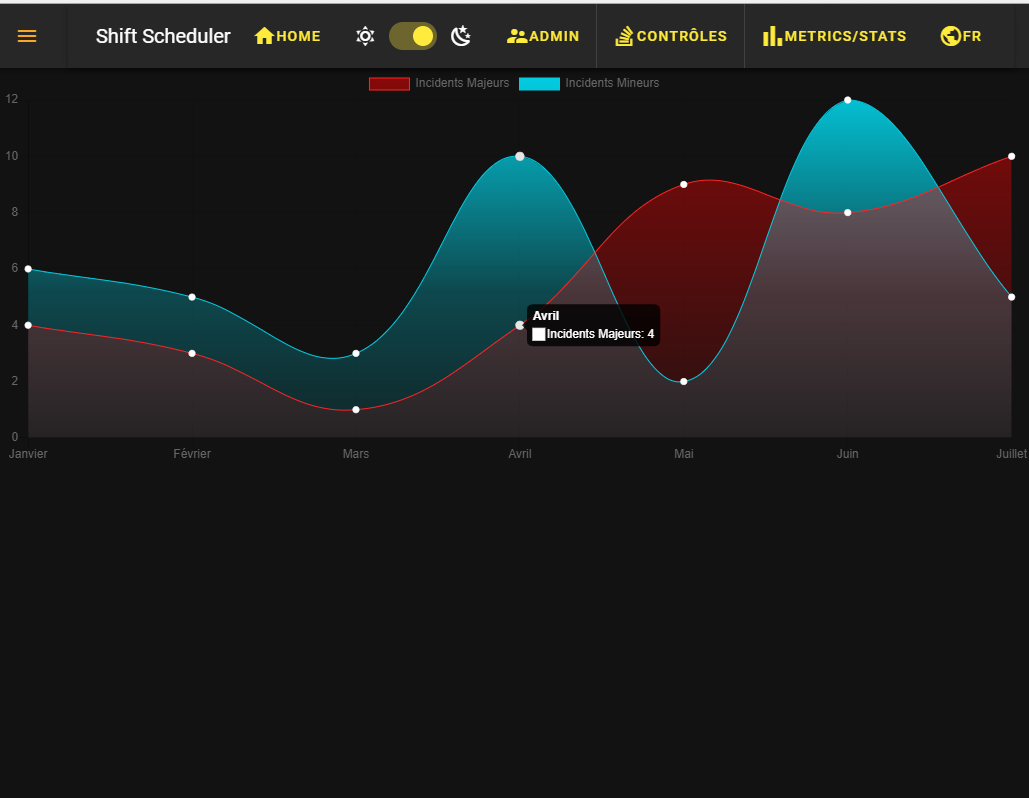 Shift Scheduler HOME ADMIN CONTRÔLES METRICS/STATS FR
Incidents Majeurs Incidents Mineurs
12
10
8
6
4
2
0
Avril
Incidents Majeurs: 4
Janvier Février Mars Avril Mai Juin Juillet